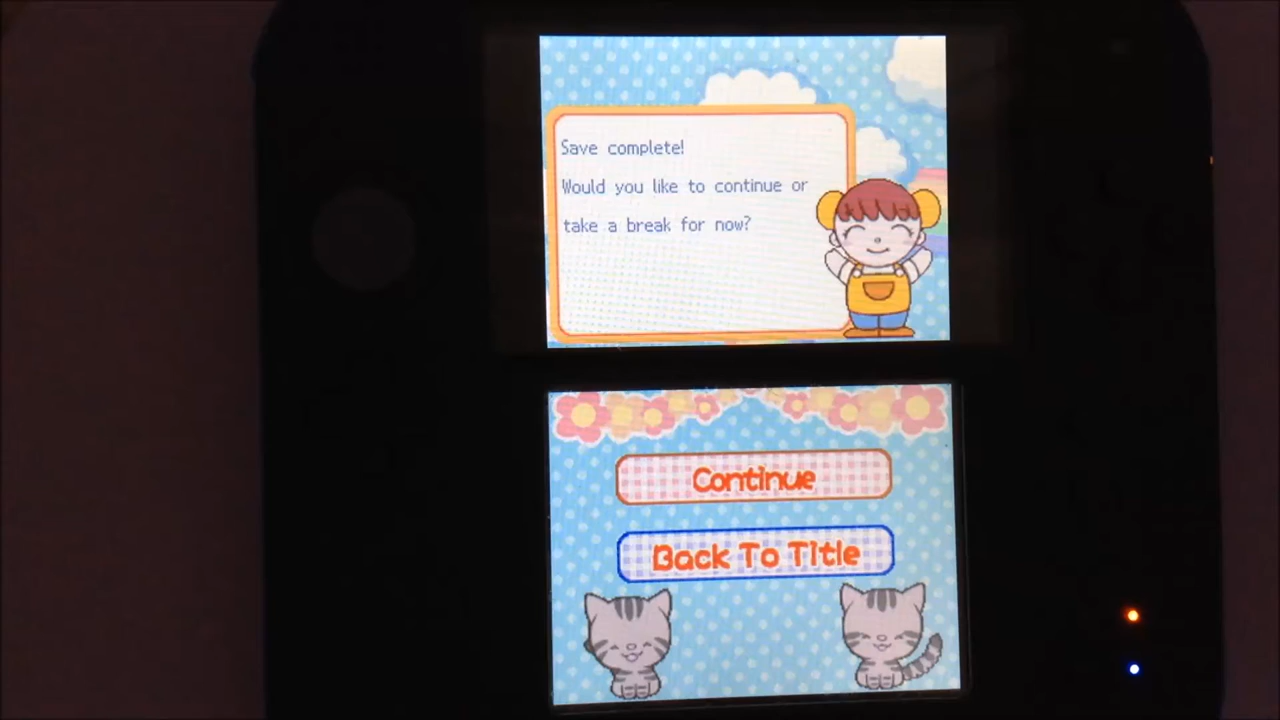 Save complete!
Would you like to continue or
take a break for now?
Continue
Back To Title